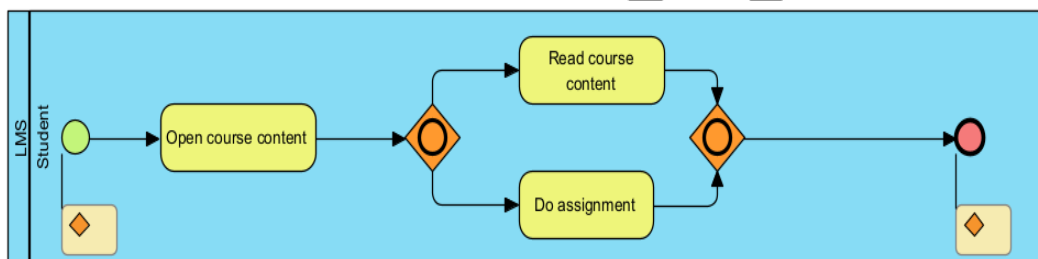 LMS
Student
Open course content
Read course
content
Do assignment